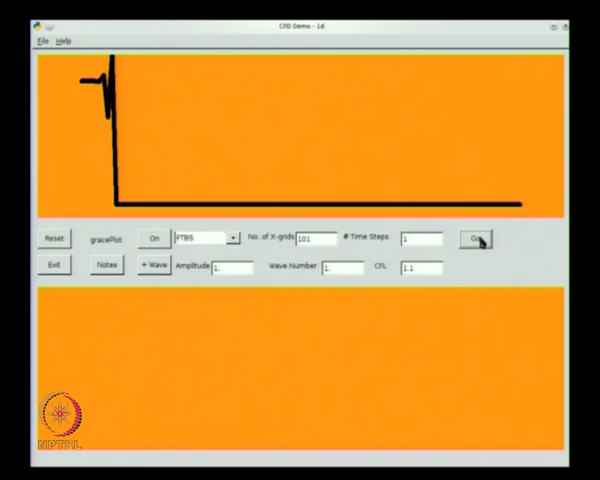 CFD Demo - 1d
File Help
Reset gracePlot On FTBS No. of X-grids 101 # Time Steps 1 Go
Exit Notes + Wave Amplitude 1. Wave Number 1. CFL 1.1
NPTEL